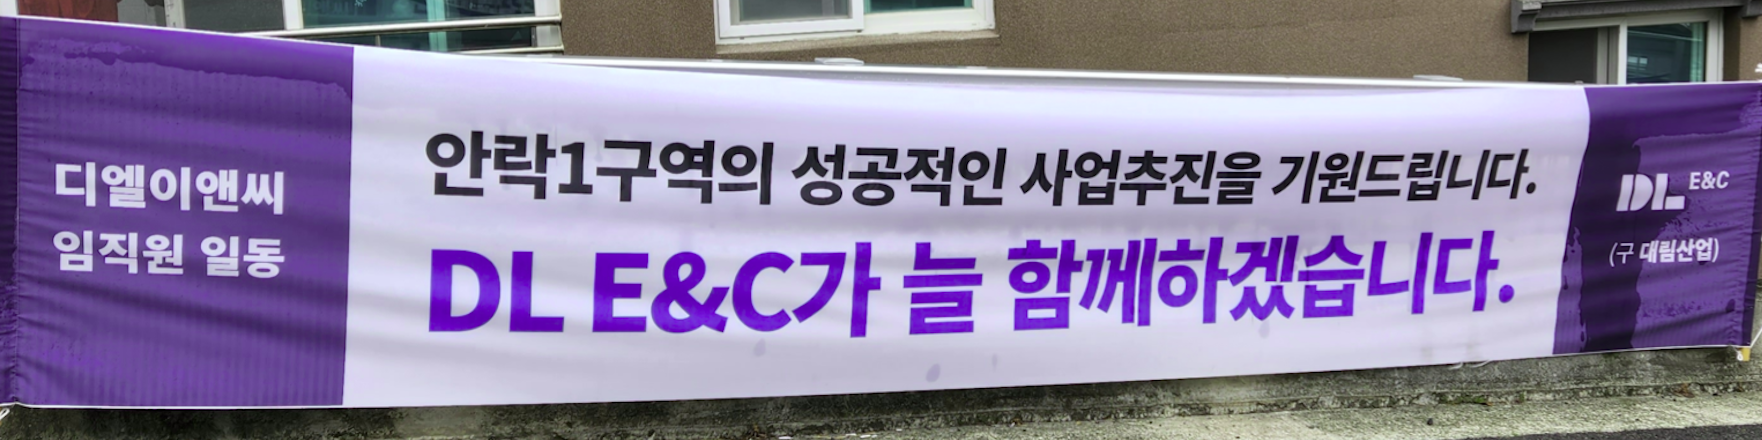 디엘이앤씨
임직원 일동
안락1구역의 성공적인 사업추진을 기원드립니다.
DL E&C가 늘 함께하겠습니다.
DL E&C
(구 대림산업)